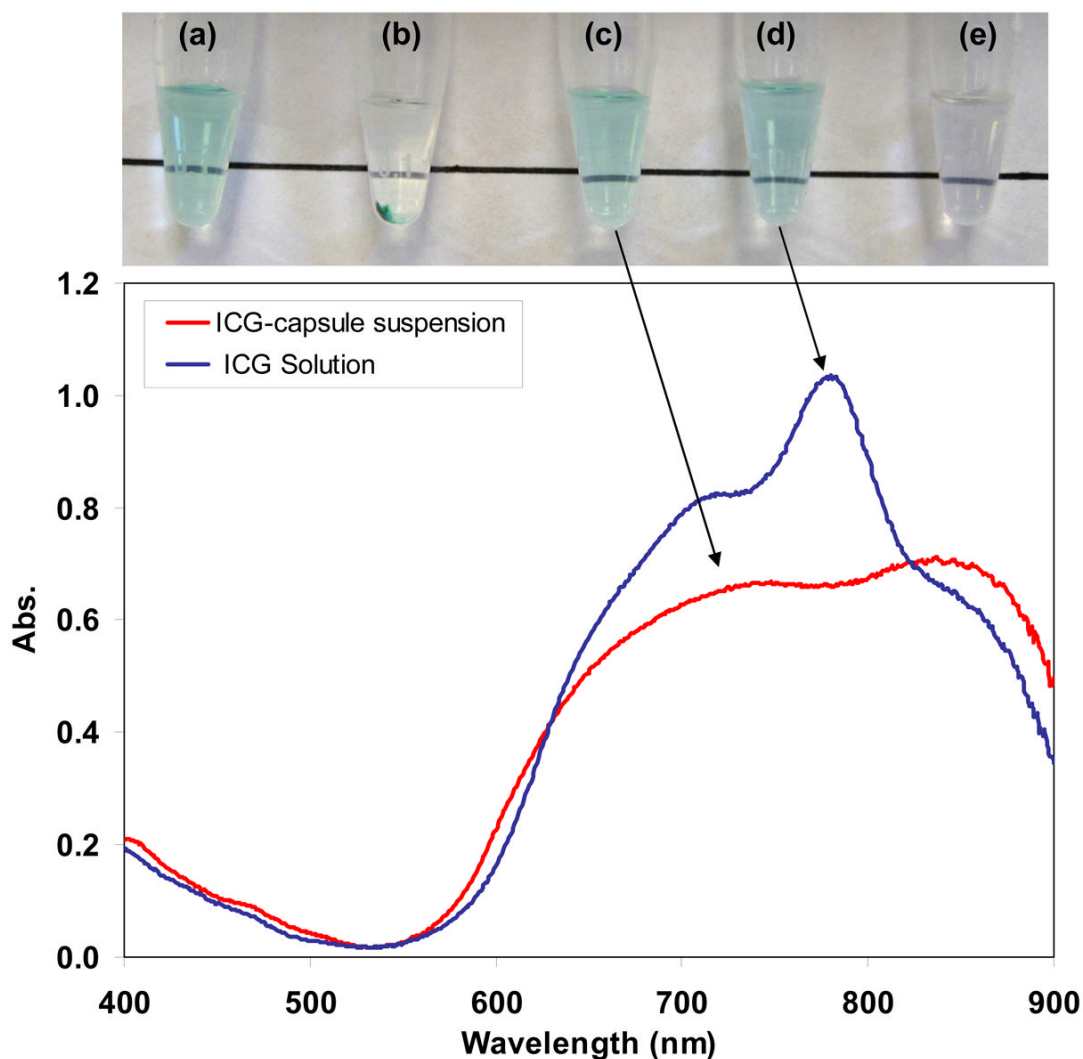 (a) (b) (c) (d) (e)
1.2
ICG-capsule suspension
ICG Solution
1.0
0.8
0.6
0.4
0.2
0.0
Abs.
400 500 600 700 800 900
Wavelength (nm)